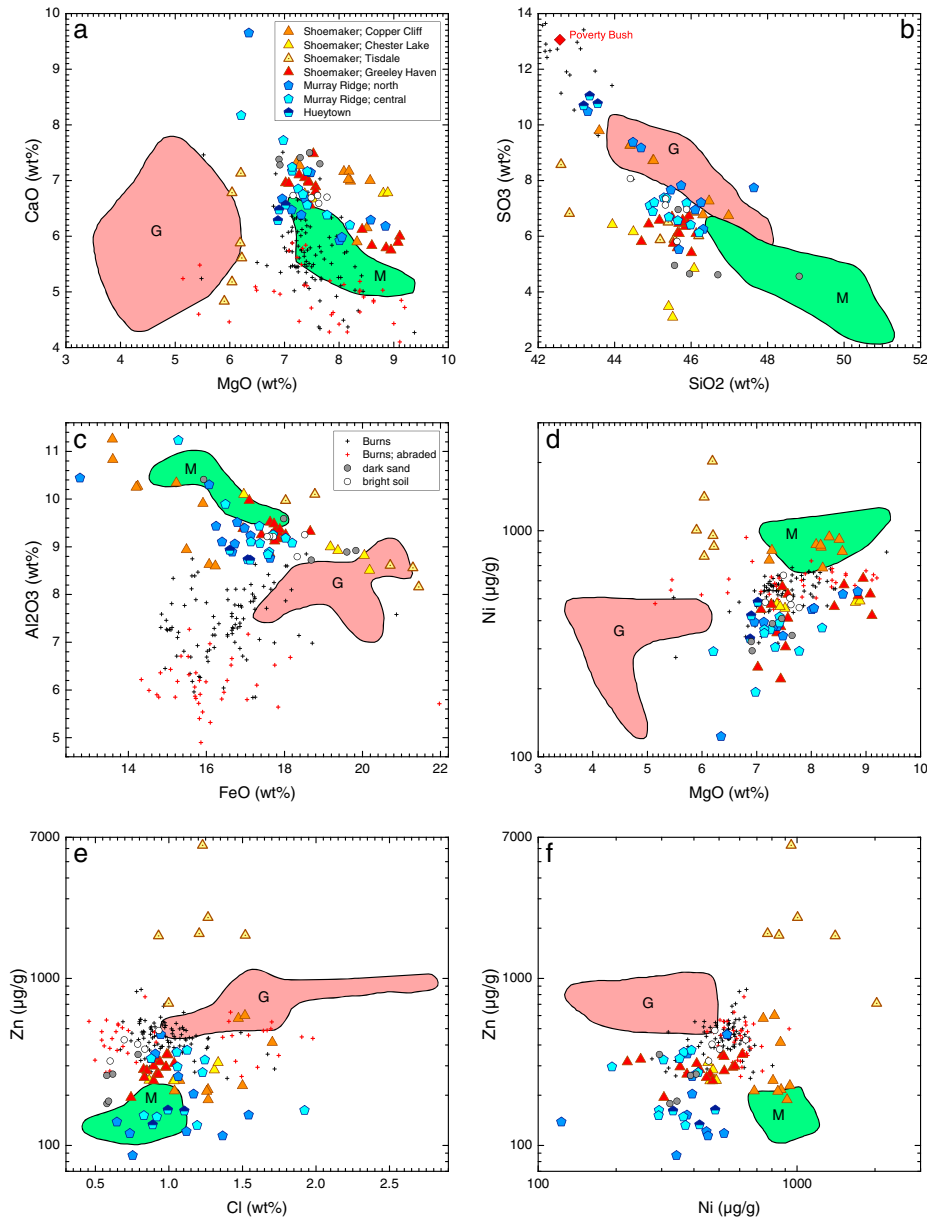 a
Shoemaker; Copper Cliff
Shoemaker; Chester Lake
Shoemaker; Tisdale
Shoemaker; Greeley Haven
Murray Ridge; north
Murray Ridge; central
Hueytown
G
M
10
9
8
7
6
5
4
CaO (wt%)
3 4 5 6 7 8 9 10
MgO (wt%)
b
Poverty Bush
G
M
14
12
10
8
6
4
2
SO3 (wt%)
42 44 46 48 50 52
SiO2 (wt%)
c
Burns
Burns; abraded
dark sand
bright soil
M
G
11
10
9
8
7
6
5
Al2O3 (wt%)
14 16 18 20 22
FeO (wt%)
d
M
G
1000
100
Ni (µg/g)
3 4 5 6 7 8 9 10
MgO (wt%)
e
G
M
7000
1000
100
Zn (µg/g)
0.5 1.0 1.5 2.0 2.5
Cl (wt%)
f
G
M
7000
1000
100
Zn (µg/g)
100 1000
Ni (µg/g)